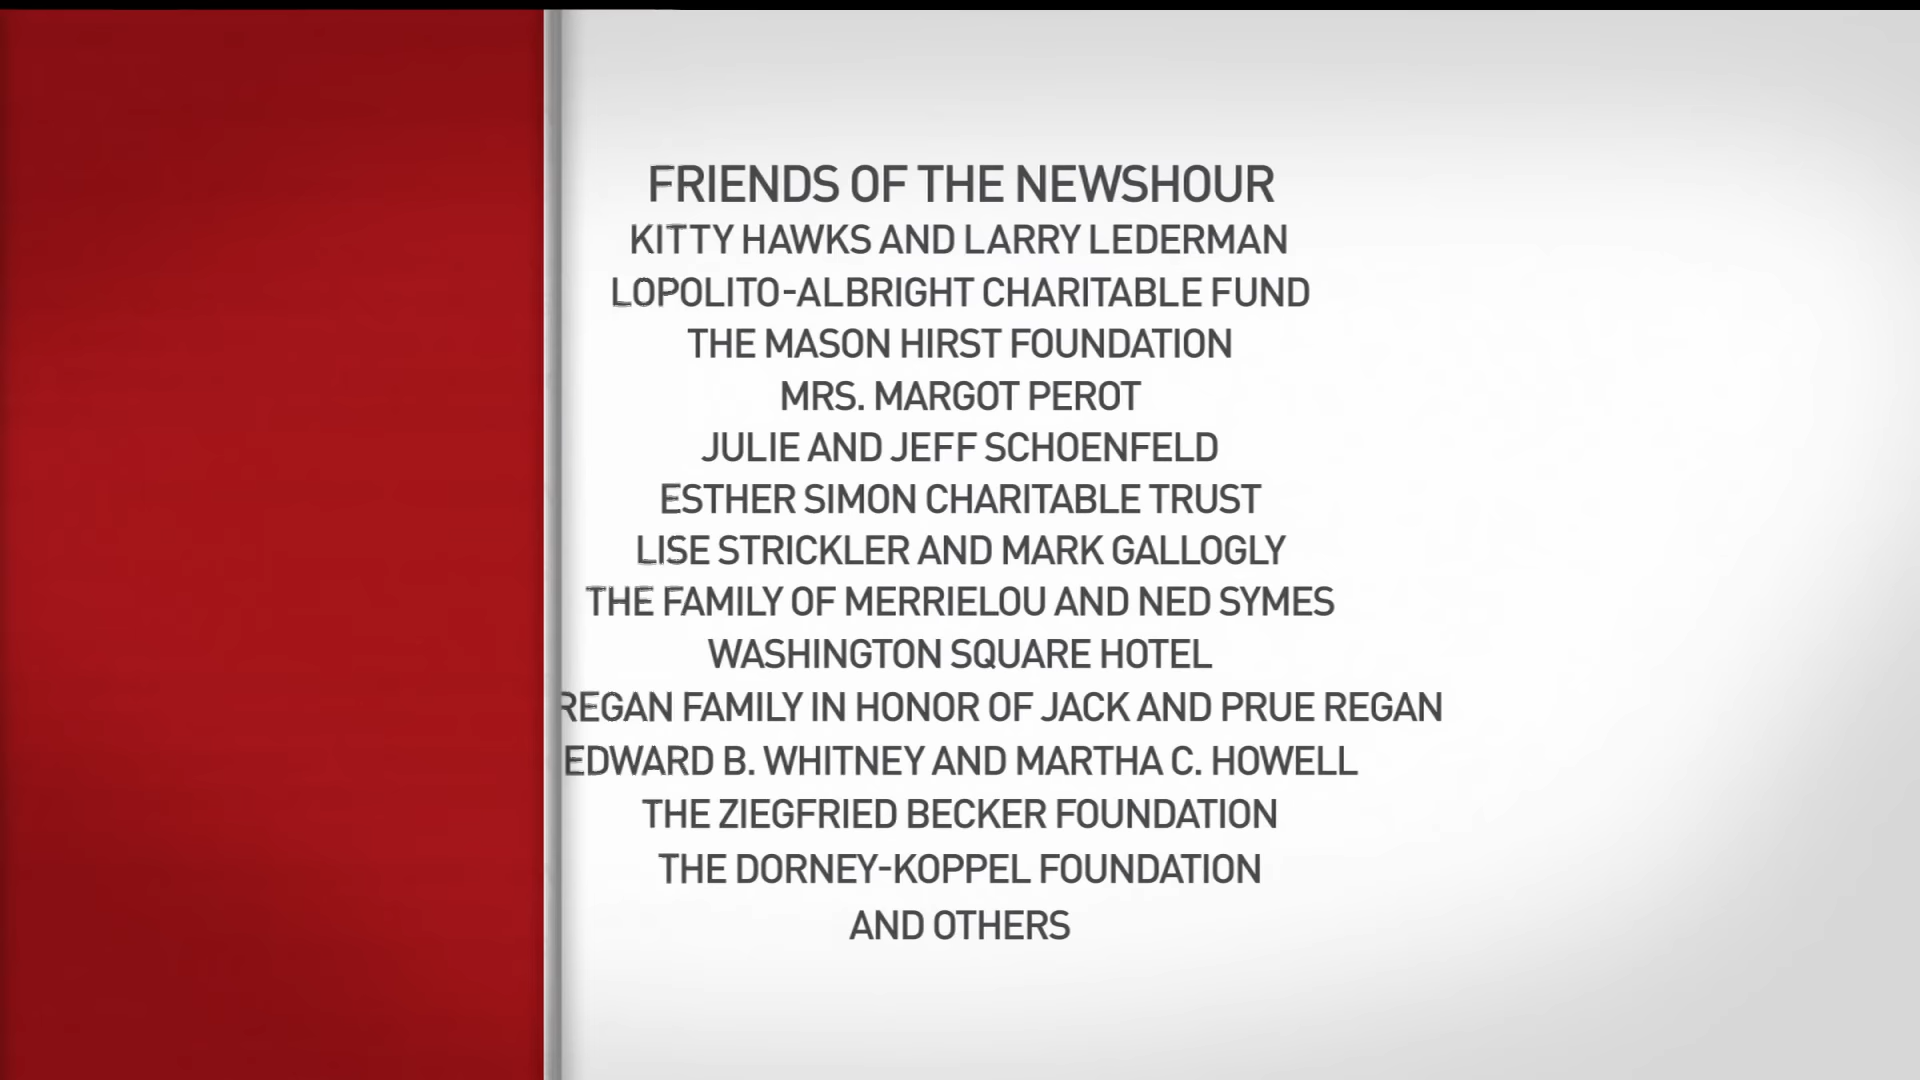 FRIENDS OF THE NEWSHOUR
KITTY HAWKS AND LARRY LEDERMAN
LOPOLITO-ALBRIGHT CHARITABLE FUND
THE MASON HIRST FOUNDATION
MRS. MARGOT PEROT
JULIE AND JEFF SCHOENFELD
ESTHER SIMON CHARITABLE TRUST
LISE STRICKLER AND MARK GALLOGLY
THE FAMILY OF MERRIELOU AND NED SYMES
WASHINGTON SQUARE HOTEL
REGAN FAMILY IN HONOR OF JACK AND PRUE REGAN
EDWARD B. WHITNEY AND MARTHA C. HOWELL
THE ZIEGFRIED BECKER FOUNDATION
THE DORNEY-KOPPEL FOUNDATION
AND OTHERS